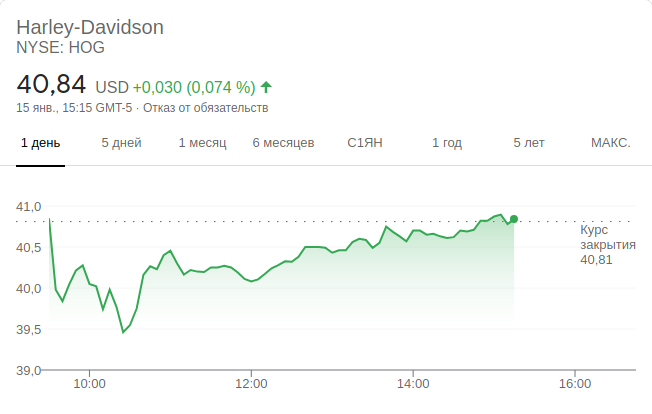 Harley-Davidson
NYSE: HOG
40,84 USD +0,030 (0,074 %)
15 янв., 15:15 GMT-5 · Отказ от обязательств
1 день 5 дней 1 месяц 6 месяцев С1ЯН 1 год 5 лет МАКС.
41,0
40,5
40,0
39,5
39,0
Курс
закрытия
40,81
10:00 12:00 14:00 16:00